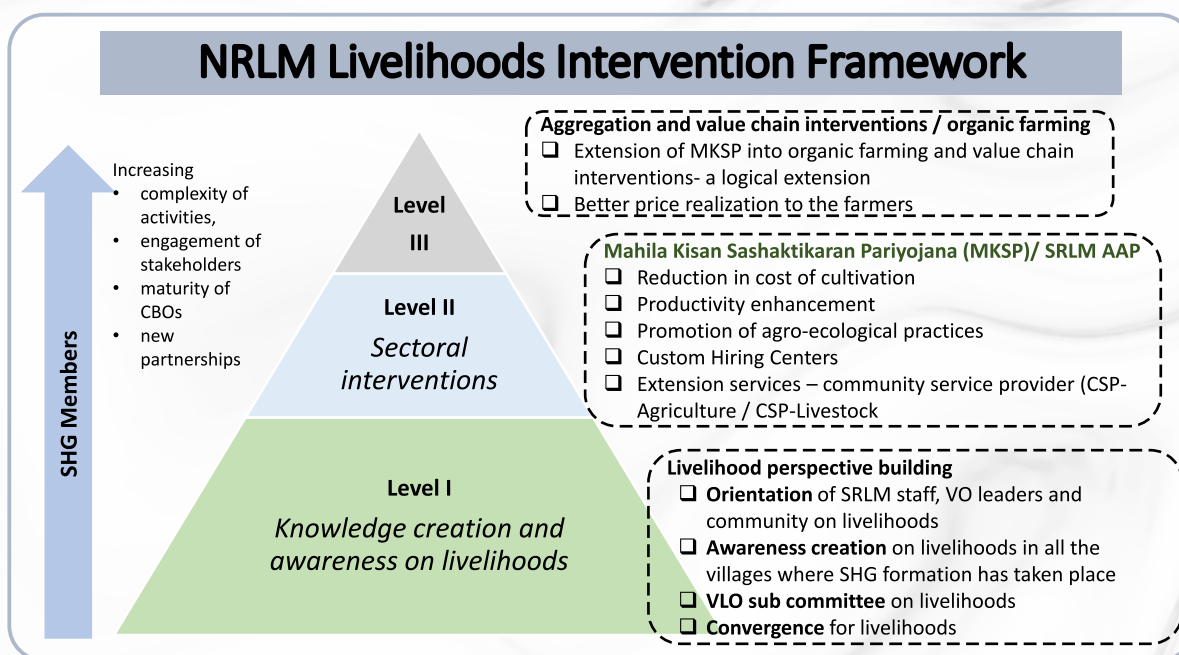 NRLM Livelihoods Intervention Framework
SHG Members
Increasing
• complexity of
activities,
• engagement of
stakeholders
• maturity of
CBOs
• new
partnerships
Level
III
Level II
Sectoral
interventions
Level I
Knowledge creation and
awareness on livelihoods
Aggregation and value chain interventions / organic farming
❑ Extension of MKSP into organic farming and value chain
interventions- a logical extension
❑ Better price realization to the farmers
Mahila Kisan Sashaktikaran Pariyojana (MKSP)/ SRLM AAP
❑ Reduction in cost of cultivation
❑ Productivity enhancement
❑ Promotion of agro-ecological practices
❑ Custom Hiring Centers
❑ Extension services – community service provider (CSP-
Agriculture / CSP-Livestock
Livelihood perspective building
❑ Orientation of SRLM staff, VO leaders and
community on livelihoods
❑ Awareness creation on livelihoods in all the
villages where SHG formation has taken place
❑ VLO sub committee on livelihoods
❑ Convergence for livelihoods